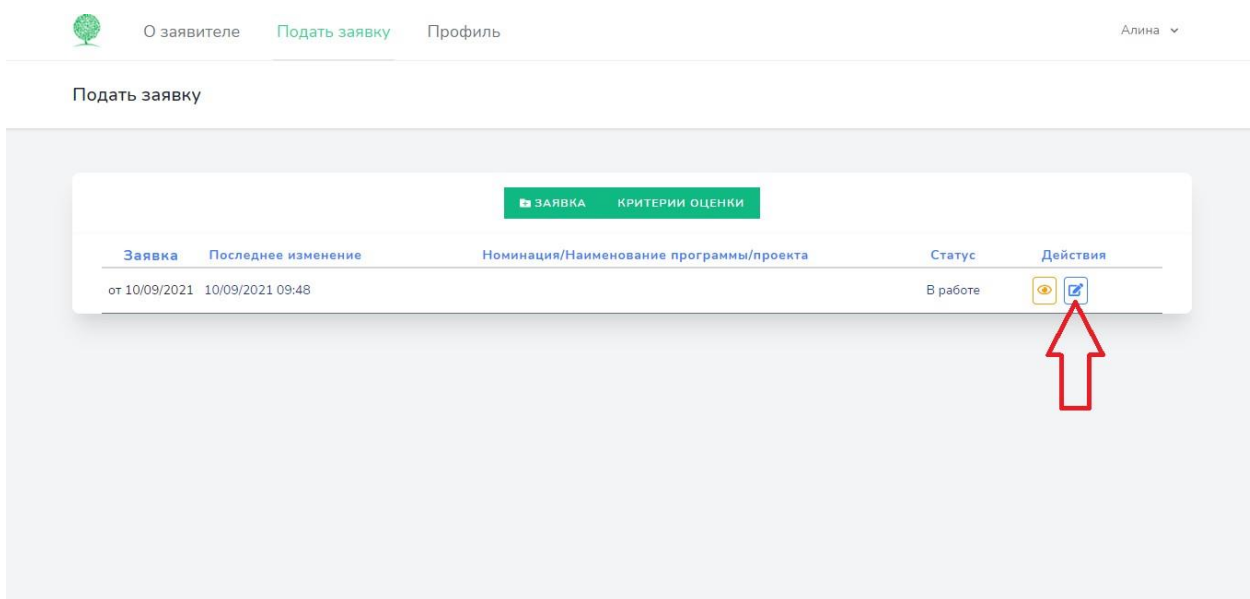 О заявителе Подать заявку Профиль Алина
Подать заявку
ЗАЯВКА КРИТЕРИИ ОЦЕНКИ
Заявка Последнее изменение Номинация/Наименование программы/проекта Статус Действия
от 10/09/2021 10/09/2021 09:48 В работе